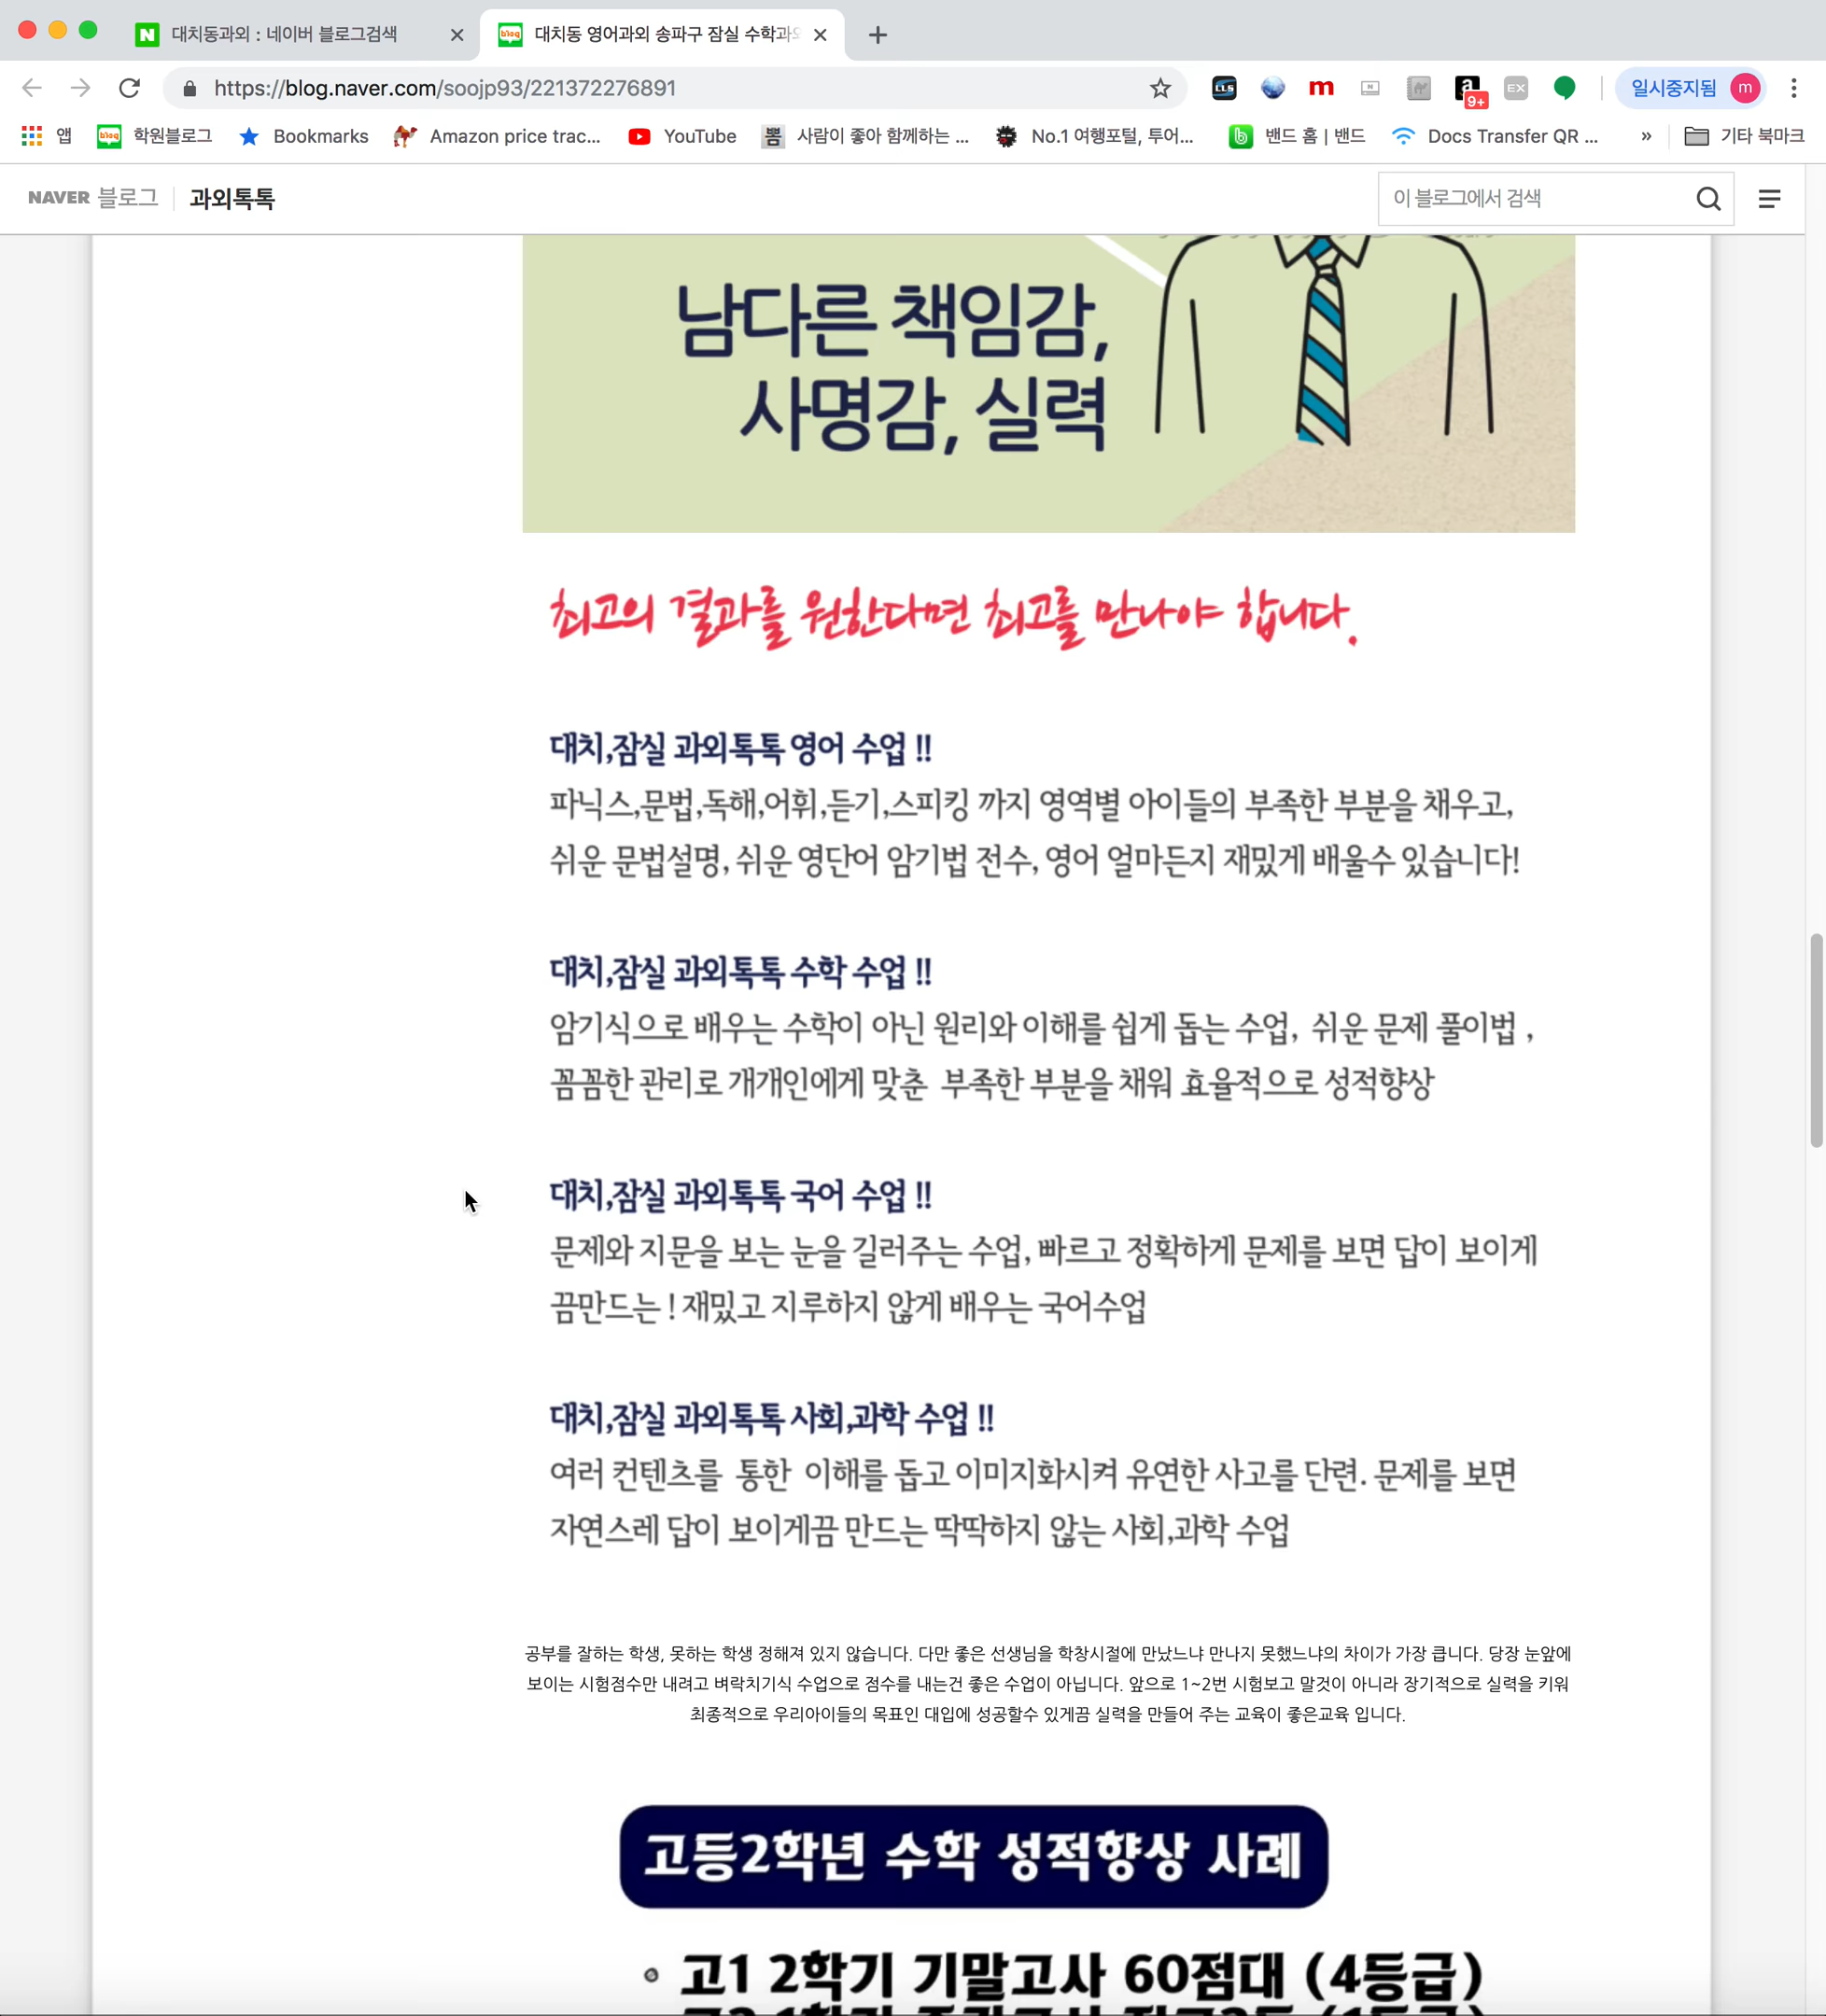 대치동과외 : 네이버 블로그검색
대치동 영어과외 송파구 잠실 수학과외
https://blog.naver.com/soojp93/221372276891
9+
EX
일시중지됨
m
앱
학원블로그
Bookmarks
Amazon price trac...
YouTube
뽐
사람이 좋아 함께하는 ...
No.1 여행포털, 투어...
밴드 홈 | 밴드
Docs Transfer QR ...
»
기타 북마크
NAVER 블로그
과외톡톡
이 블로그에서 검색
남다른 책임감,
사명감, 실력
최고의 결과를 원한다면 최고를 만나야 합니다.
대치,잠실 과외톡톡 영어 수업 !!
파닉스,문법,독해,어휘,듣기,스피킹 까지 영역별 아이들의 부족한 부분을 채우고,
쉬운 문법설명, 쉬운 영단어 암기법 전수, 영어 얼마든지 재밌게 배울수 있습니다!
대치,잠실 과외톡톡 수학 수업 !!
암기식으로 배우는 수학이 아닌 원리와 이해를 쉽게 돕는 수업, 쉬운 문제 풀이법 ,
꼼꼼한 관리로 개개인에게 맞춘 부족한 부분을 채워 효율적으로 성적향상
대치,잠실 과외톡톡 국어 수업 !!
문제와 지문을 보는 눈을 길러주는 수업, 빠르고 정확하게 문제를 보면 답이 보이게
끔만드는 ! 재밌고 지루하지 않게 배우는 국어수업
대치,잠실 과외톡톡 사회,과학 수업 !!
여러 컨텐츠를 통한 이해를 돕고 이미지화시켜 유연한 사고를 단련. 문제를 보면
자연스레 답이 보이게끔 만드는 딱딱하지 않는 사회,과학 수업
공부를 잘하는 학생, 못하는 학생 정해져 있지 않습니다. 다만 좋은 선생님을 학창시절에 만났느냐 만나지 못했느냐의 차이가 가장 큽니다. 당장 눈앞에
보이는 시험점수만 내려고 벼락치기식 수업으로 점수를 내는건 좋은 수업이 아닙니다. 앞으로 1~2번 시험보고 말것이 아니라 장기적으로 실력을 키워
최종적으로 우리아이들의 목표인 대입에 성공할수 있게끔 실력을 만들어 주는 교육이 좋은교육 입니다.
고등2학년 수학 성적향상 사례
고1 2학기 기말고사 60점대 (4등급)